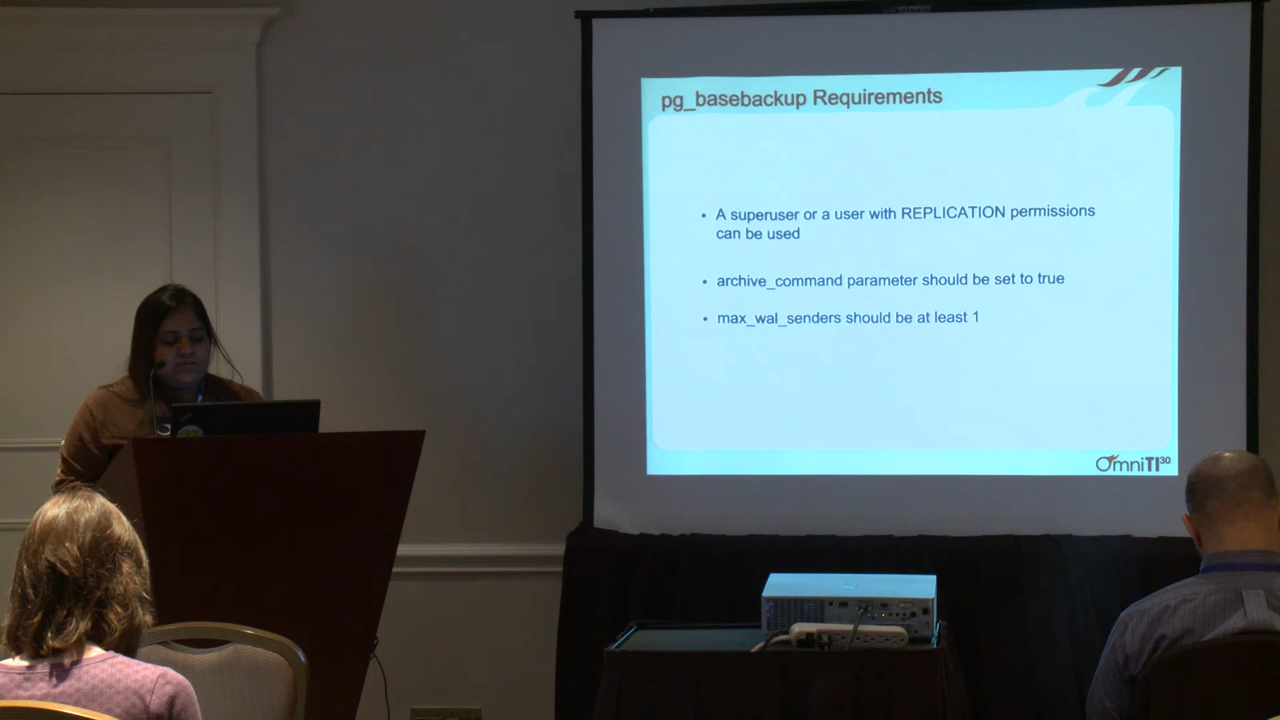 pg_basebackup Requirements
• A superuser or a user with REPLICATION permissions
can be used
• archive_command parameter should be set to true
• max_wal_senders should be at least 1
OmniTI30